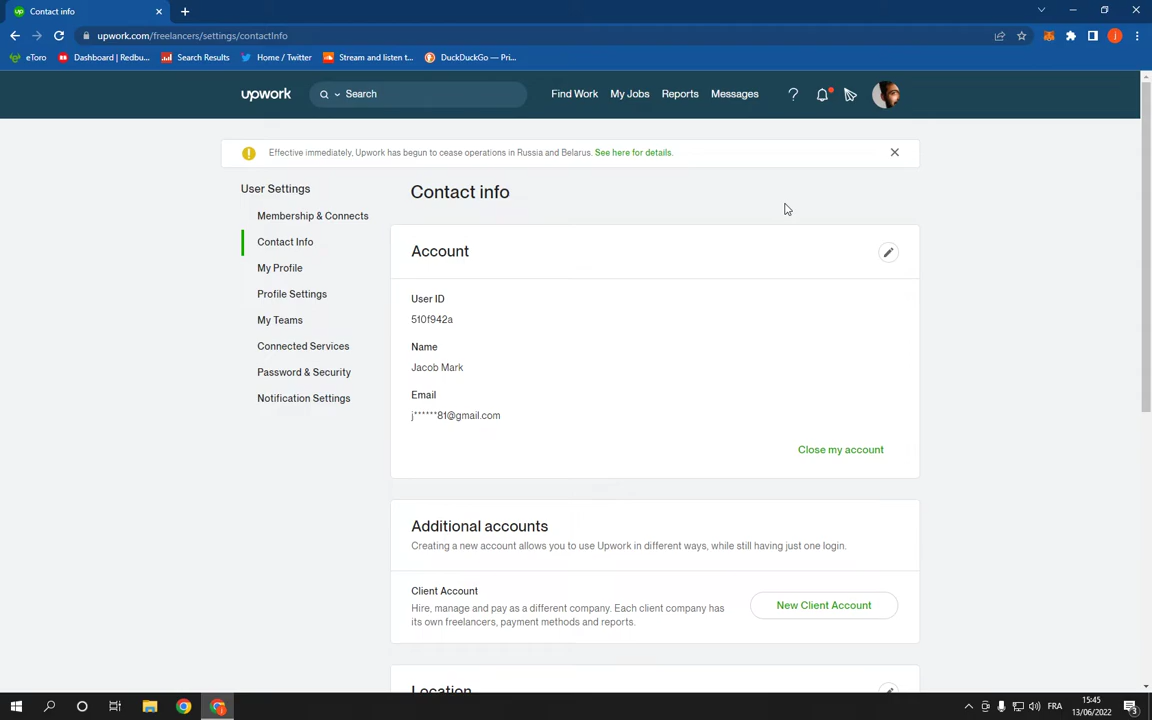 Contact info
upwork.com/freelancers/settings/contactInfo
eToro
Dashboard | Redbu...
Search Results
Home / Twitter
Stream and listen t...
DuckDuckGo — Pri...
upwork
Search
Find Work
My Jobs
Reports
Messages
Effective immediately, Upwork has begun to cease operations in Russia and Belarus. See here for details.
User Settings
Membership & Connects
Contact Info
My Profile
Profile Settings
My Teams
Connected Services
Password & Security
Notification Settings
Contact info
Account
User ID
510f942a
Name
Jacob Mark
Email
j******81@gmail.com
Close my account
Additional accounts
Creating a new account allows you to use Upwork in different ways, while still having just one login.
Client Account
Hire, manage and pay as a different company. Each client company has
its own freelancers, payment methods and reports.
New Client Account
Location
FRA
15:45
13/06/2022
3